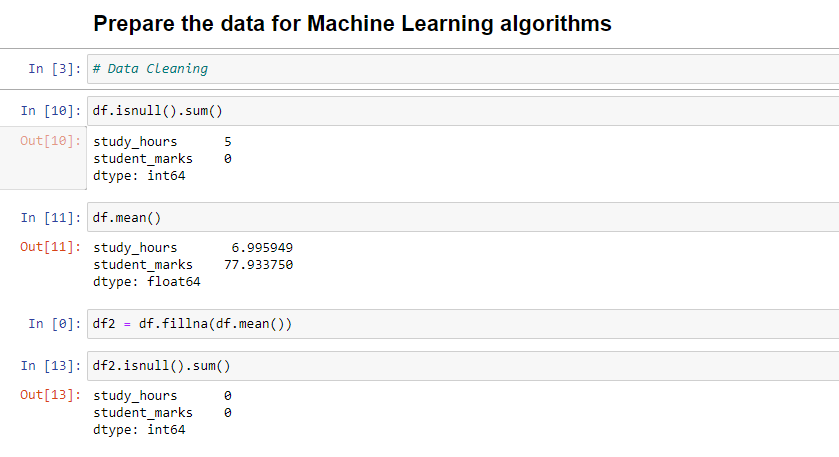 Prepare the data for Machine Learning algorithms
In [3]: # Data Cleaning
In [10]: df.isnull().sum()
Out[10]: study_hours 5
student_marks 0
dtype: int64
In [11]: df.mean()
Out[11]: study_hours 6.995949
student_marks 77.933750
dtype: float64
In [0]: df2 = df.fillna(df.mean())
In [13]: df2.isnull().sum()
Out[13]: study_hours 0
student_marks 0
dtype: int64